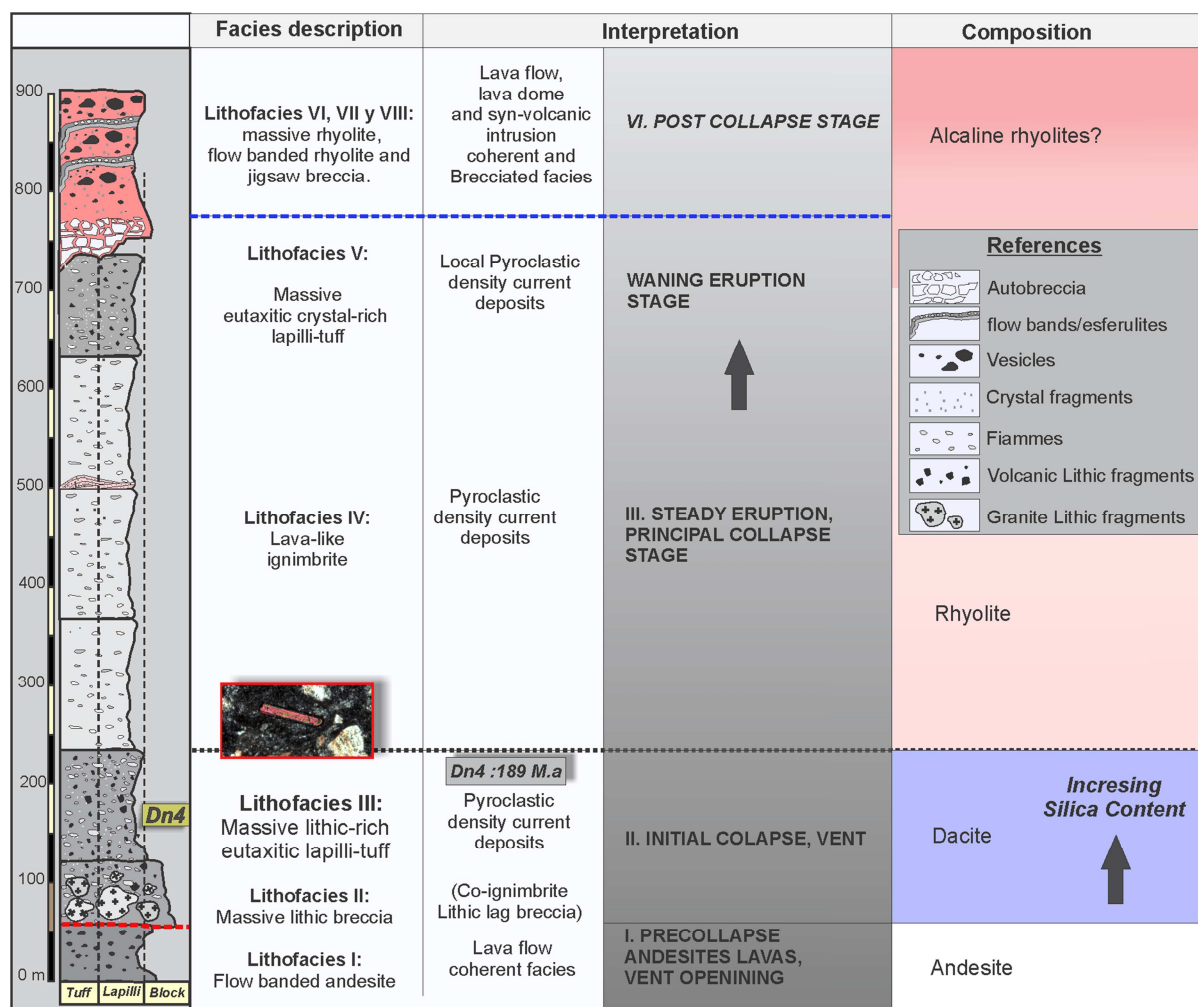 Facies description
Interpretation
Composition
900
800
700
600
500
400
300
200
100
0 m
Tuff
Lapilli
Block
Dn4
Lithofacies VI, VII y VIII:
massive rhyolite,
flow banded rhyolite and
jigsaw breccia.
Lithofacies V:
Massive
eutaxitic crystal-rich
lapilli-tuff
Lithofacies IV:
Lava-like
ignimbrite
Lithofacies III:
Massive lithic-rich
eutaxitic lapilli-tuff
Lithofacies II:
Massive lithic breccia
Lithofacies I:
Flow banded andesite
Lava flow,
lava dome
and syn-volcanic
intrusion
coherent and
Brecciated facies
Local Pyroclastic
density current
deposits
Pyroclastic
density current
deposits
Dn4 :189 M.a
Pyroclastic
density current
deposits
(Co-ignimbrite
Lithic lag breccia)
Lava flow
coherent facies
VI. POST COLLAPSE STAGE
WANING ERUPTION
STAGE
III. STEADY ERUPTION,
PRINCIPAL COLLAPSE
STAGE
II. INITIAL COLAPSE, VENT
I. PRECOLLAPSE
ANDESITES LAVAS,
VENT OPENINING
Alcaline rhyolites?
References
Autobreccia
flow bands/esferulites
Vesicles
Crystal fragments
Fiammes
Volcanic Lithic fragments
Granite Lithic fragments
Rhyolite
Incresing
Silica Content
Dacite
Andesite